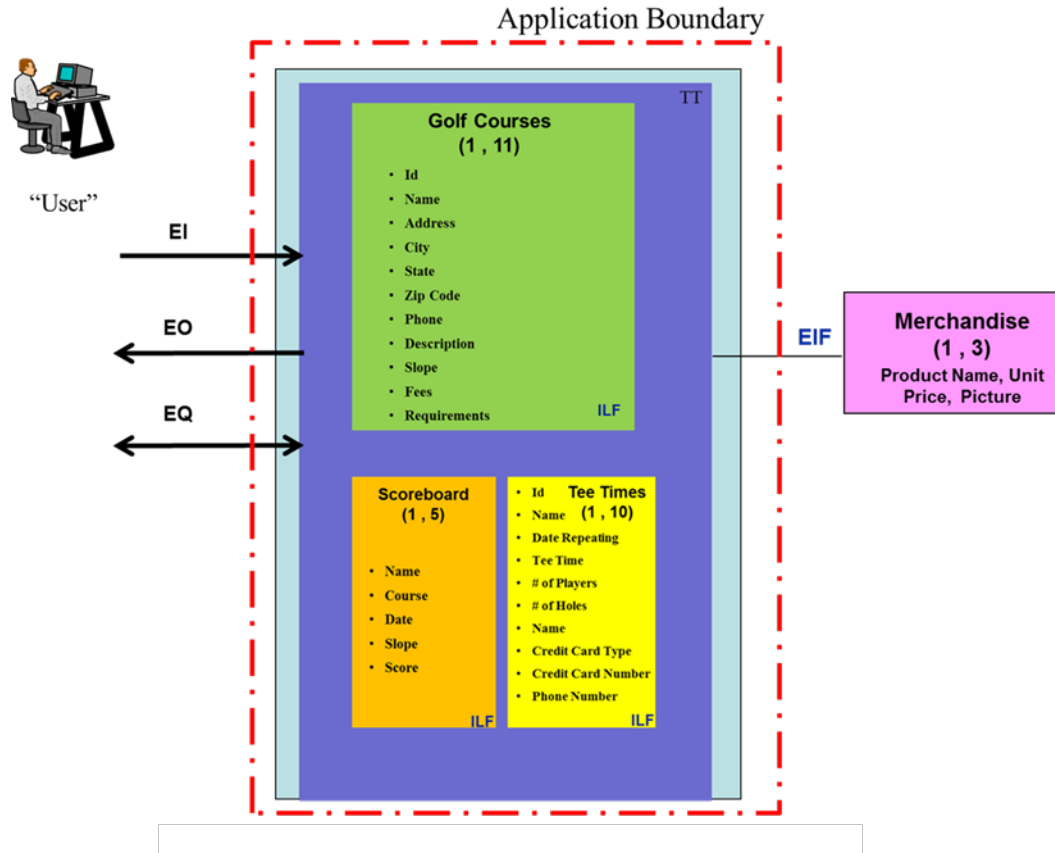 Application Boundary
TT
“User”
EI
EO
EQ
Golf Courses
(1 , 11)
• Id
• Name
• Address
• City
• State
• Zip Code
• Phone
• Description
• Slope
• Fees
• Requirements
ILF
Scoreboard
(1 , 5)
• Name
• Course
• Date
• Slope
• Score
ILF
Tee Times
(1 , 10)
• Id
• Name
• Date Repeating
• Tee Time
• # of Players
• # of Holes
• Name
• Credit Card Type
• Credit Card Number
• Phone Number
ILF
EIF
Merchandise
(1 , 3)
Product Name, Unit
Price, Picture